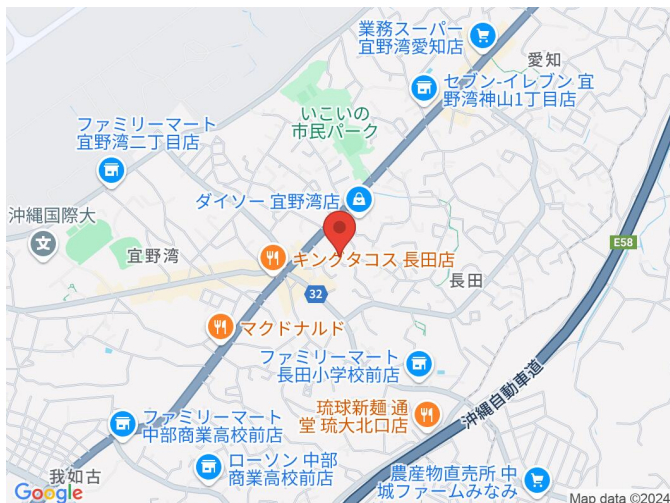 業務スーパー
宜野湾愛知店
愛知
セブン-イレブン 宜
野湾神山1丁目店
いこいの
市民パーク
ファミリーマート
宜野湾二丁目店
ダイソー 宜野湾店
沖縄国際大
宜野湾
キングタコス 長田店
E58
長田
32
マクドナルド
ファミリーマート
長田小学校前店
沖縄自動車道
琉球新麺 通
堂 琉大北口店
ファミリーマート
中部商業高校前店
我如古
ローソン 中部
商業高校前店
農産物直売所 中
城ファームみなみ
Google
Map data ©2024